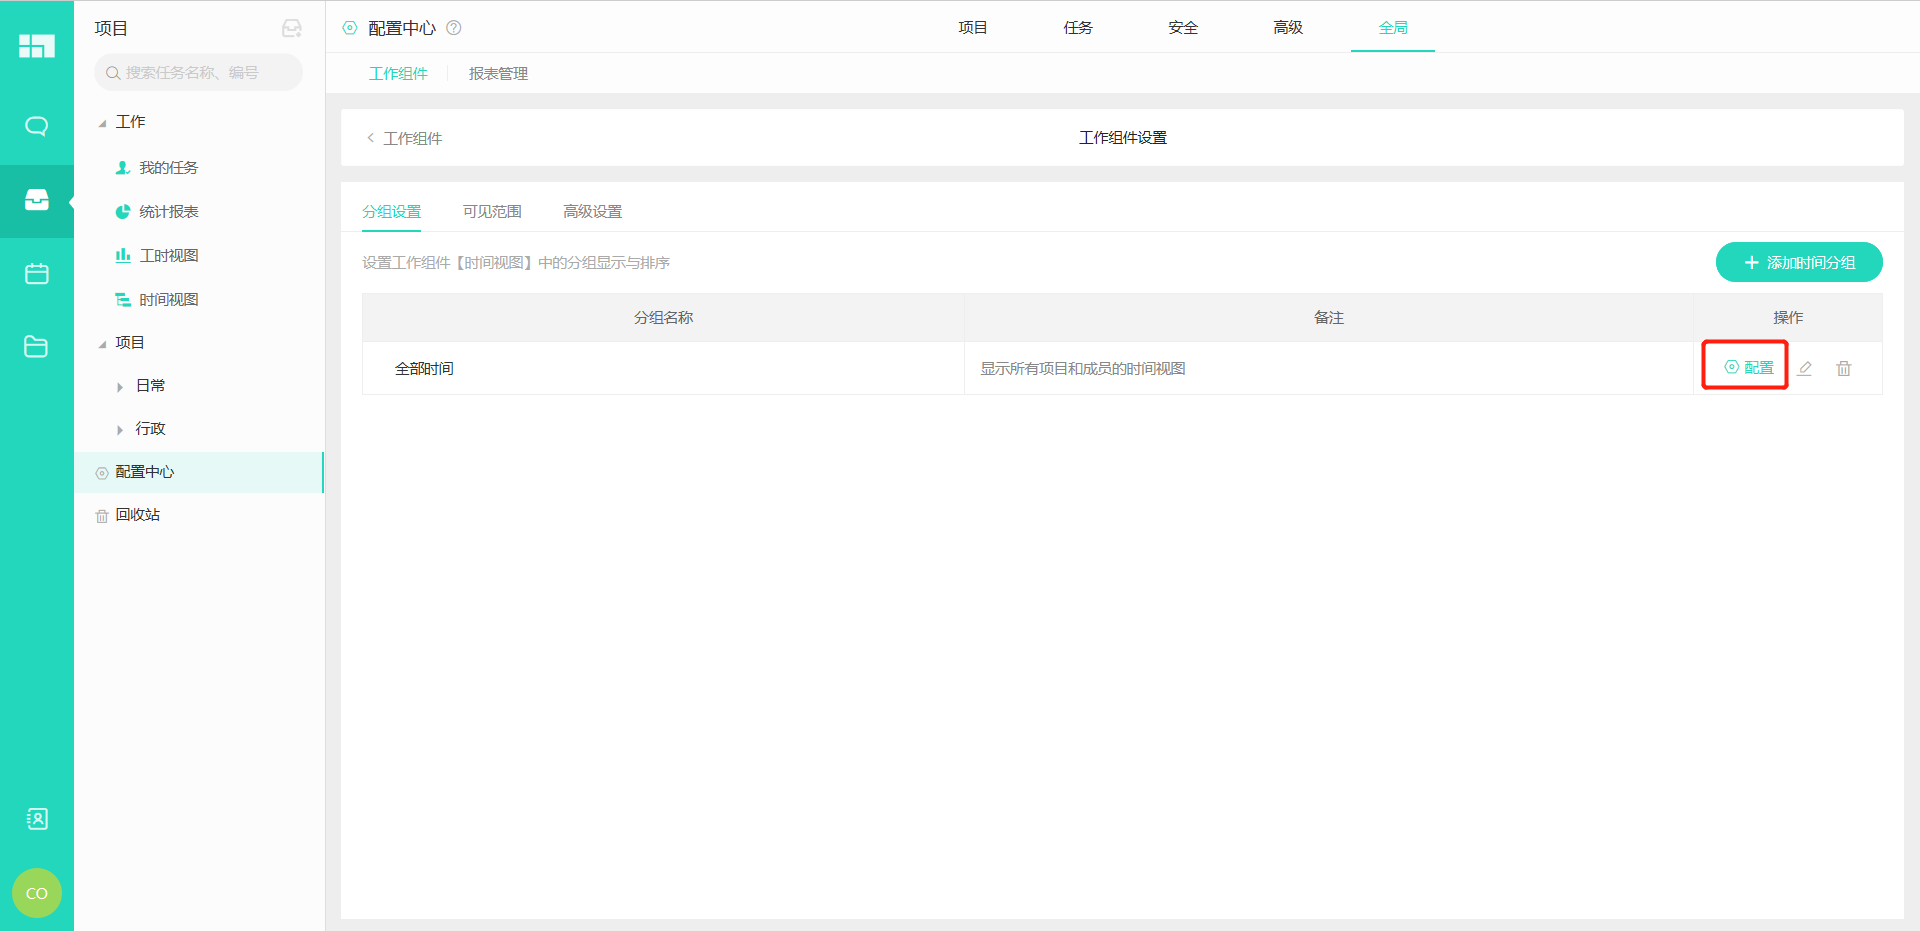 项目
搜索任务名称、编号
工作
我的任务
统计报表
工时视图
时间视图
项目
日常
行政
配置中心
回收站
CO
配置中心
项目 任务 安全 高级 全局
工作组件 报表管理
工作组件
工作组件设置
分组设置 可见范围 高级设置
设置工作组件【时间视图】中的分组显示与排序
添加时间分组
分组名称 备注 操作
全部时间 显示所有项目和成员的时间视图 配置